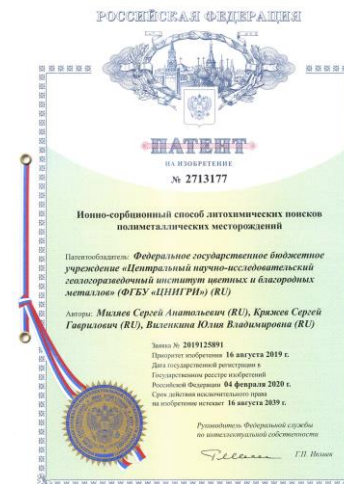 РОССИЙСКАЯ ФЕДЕРАЦИЯ
ПАТЕНТ
НА ИЗОБРЕТЕНИЕ
№ 2713177
Ионно-сорбционный способ литохимических поисков
полиметаллических месторождений
Патентообладатель: Федеральное государственное бюджетное
учреждение «Центральный научно-исследовательский
геологоразведочный институт цветных и благородных
металлов» (ФГБУ «ЦНИГРИ») (RU)
Авторы: Миляев Сергей Анатольевич (RU), Кряжев Сергей
Гаврилович (RU), Виленкина Юлия Владимировна (RU)
Заявка № 2019125891
Приоритет изобретения 16 августа 2019 г.
Дата государственной регистрации в
Государственном реестре изобретений
Российской Федерации 04 февраля 2020 г.
Срок действия исключительного права
на изобретение истекает 16 августа 2039 г.
Руководитель Федеральной службы
по интеллектуальной собственности
Г.П. Ивлиев